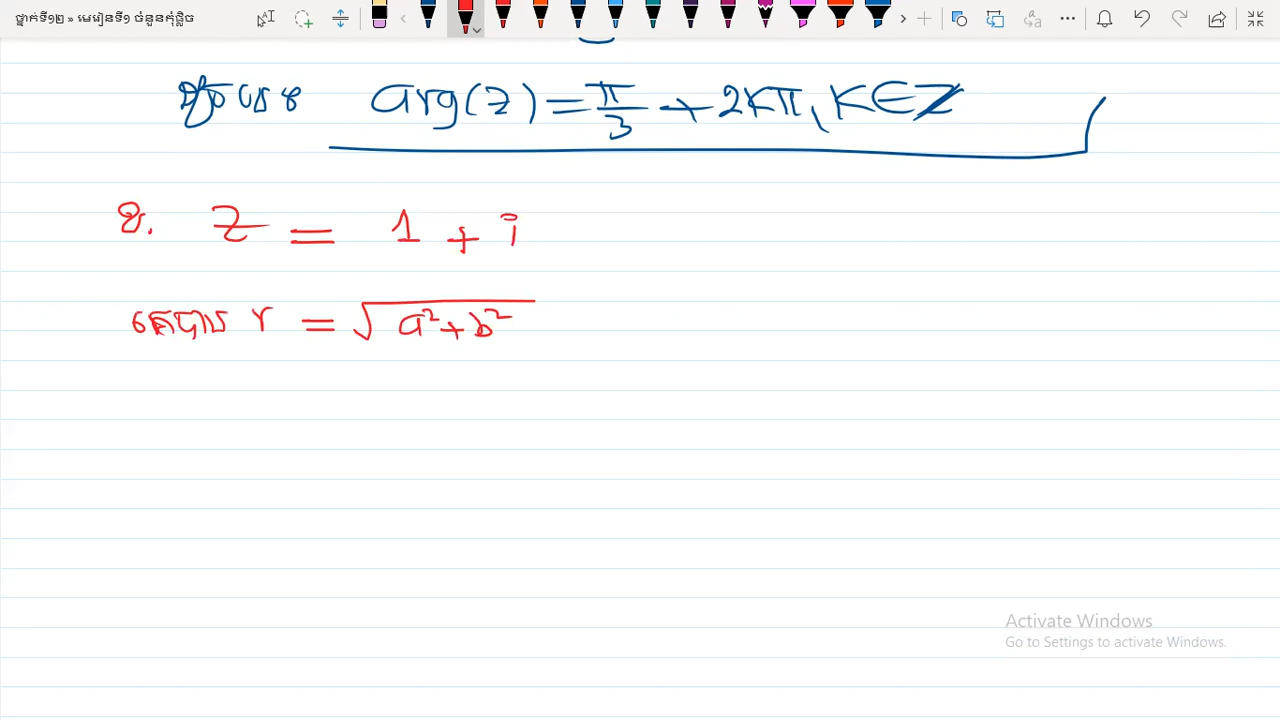 ថ្នាក់ទី១២ » មេរៀនទី១ ចំនួនកុំផ្លិច
ដូចនេះ arg(z) = π/3 + 2kπ, k∈ℤ
ខ. z = 1 + i
គេបាន r = √(a²+b²)
Activate Windows
Go to Settings to activate Windows.